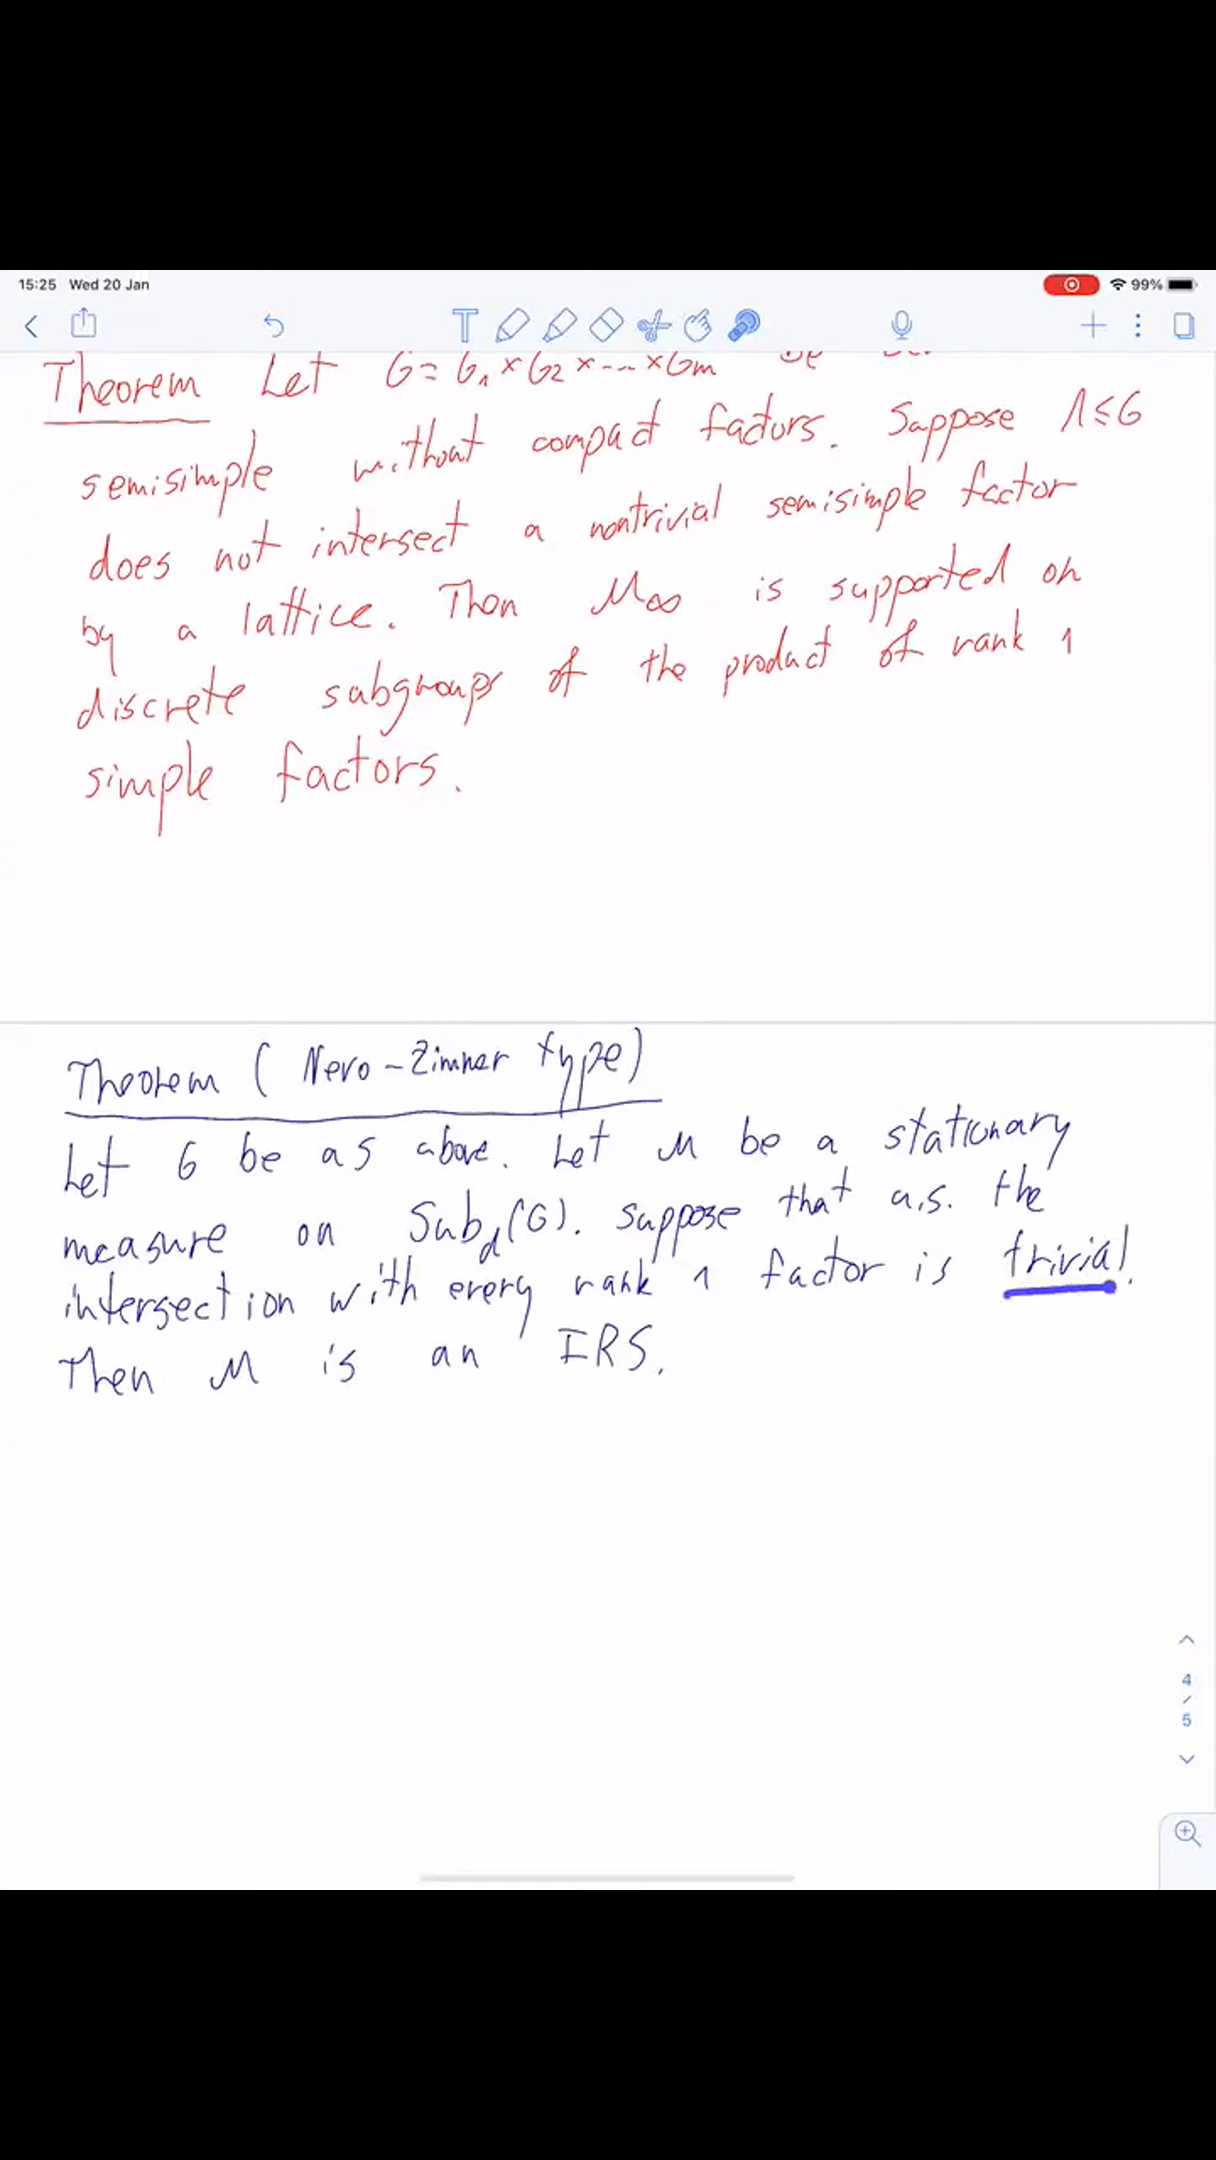 15:25 Wed 20 Jan
99%
T
Theorem Let G = G₁ × G₂ × ... × Gm be
semisimple without compact factors. Suppose Λ ≤ G
does not intersect a nontrivial semisimple factor
by a lattice. Then μ∞ is supported on
discrete subgroups of the product of rank 1
simple factors.
Theorem (Nevo-Zimmer type)
Let G be as above. Let μ be a stationary
measure on Sub_d(G). Suppose that a.s. the
intersection with every rank 1 factor is trivial.
Then μ is an IRS.
4
/
5